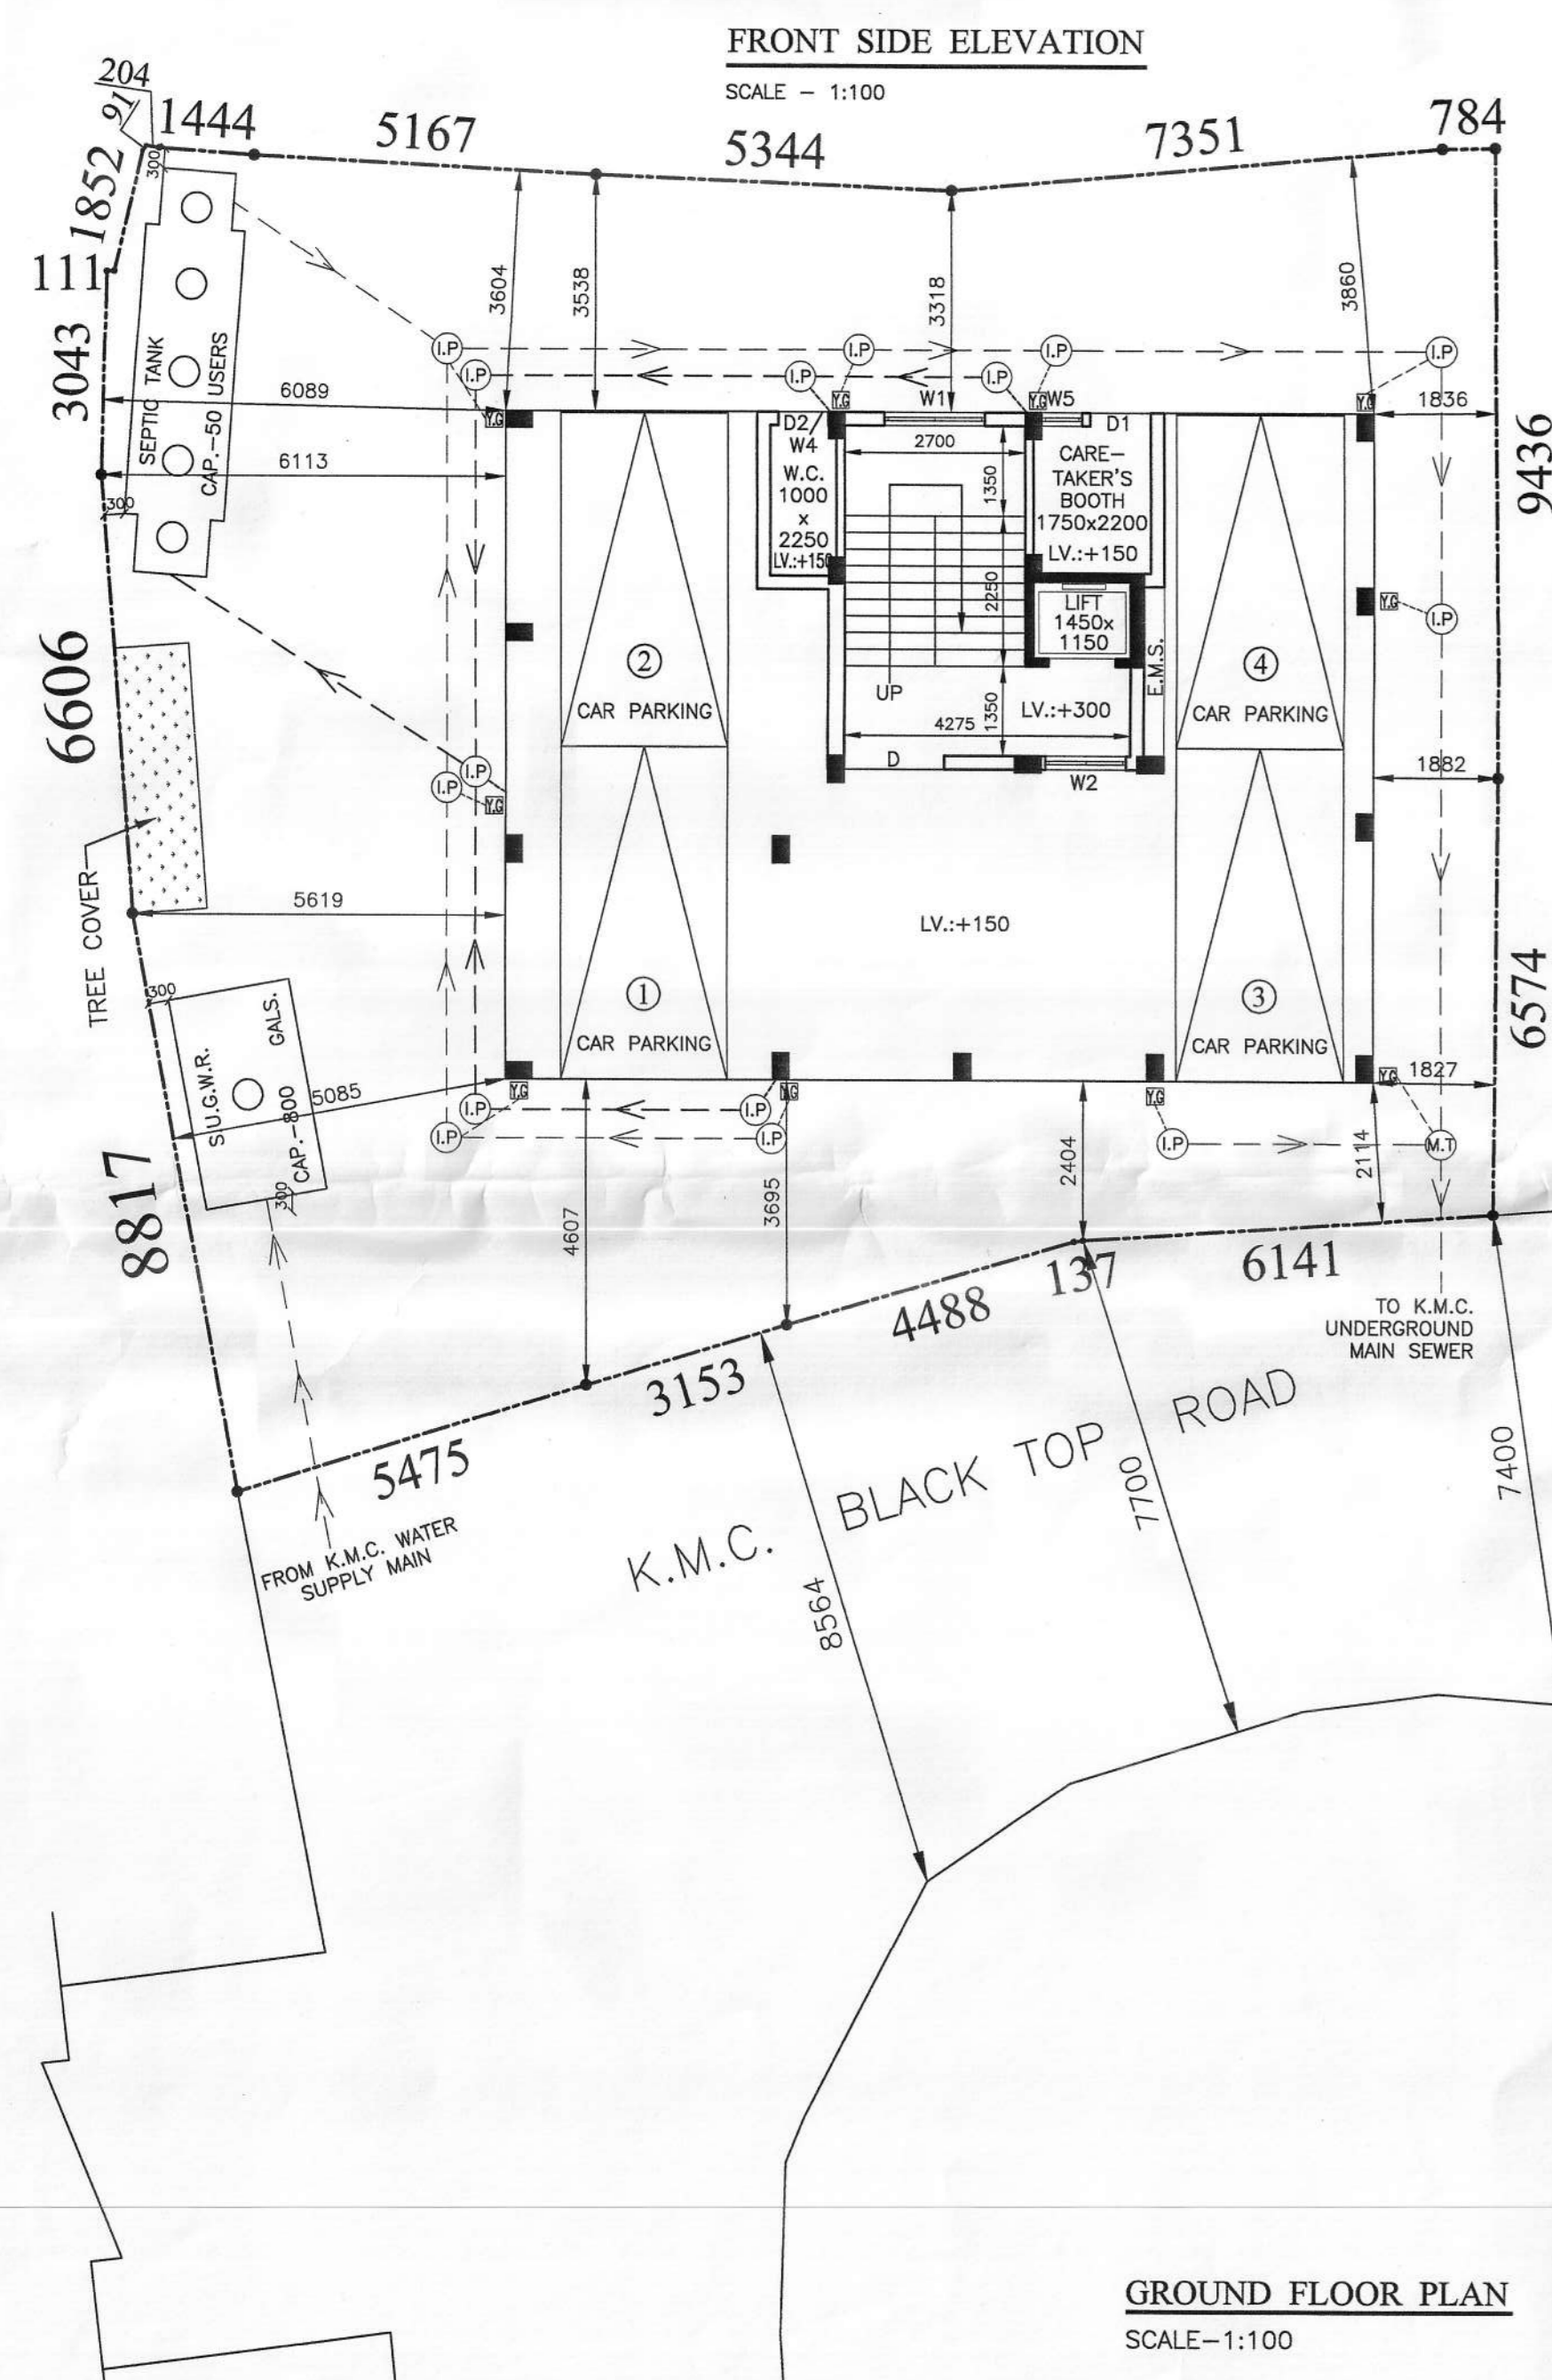 FRONT SIDE ELEVATION
SCALE - 1:100
204
91
1444
5167
5344
7351
784
300
1852
111
3043
3604
3538
3318
3860
SEPTIC TANK
CAP.-50 USERS
I.P
I.P
I.P
I.P
I.P
I.P
I.P
6089
Y.G
Y.G
W1
Y.G
W5
Y.G
1836
9436
D2/
W4
W.C.
1000
x
2250
LV.:+150
2700
1350
D1
CARE-
TAKER'S
BOOTH
1750x2200
LV.:+150
6113
300
2250
LIFT
1450x
1150
Y.G
I.P
6606
2
CAR PARKING
UP
4275
1350
LV.:+300
E.M.S.
4
CAR PARKING
D
W2
I.P
I.P
Y.G
1882
TREE COVER
5619
LV.:+150
6574
300
S.U.G.W.R.
CAP.-800 GALS.
300
1
CAR PARKING
3
CAR PARKING
5085
Y.G
Y.G
Y.G
Y.G
1827
I.P
I.P
I.P
I.P
I.P
M.T
8817
4607
3695
2404
2114
137
6141
4488
3153
5475
TO K.M.C.
UNDERGROUND
MAIN SEWER
FROM K.M.C. WATER
SUPPLY MAIN
K.M.C. BLACK TOP ROAD
8564
7700
7400
GROUND FLOOR PLAN
SCALE-1:100